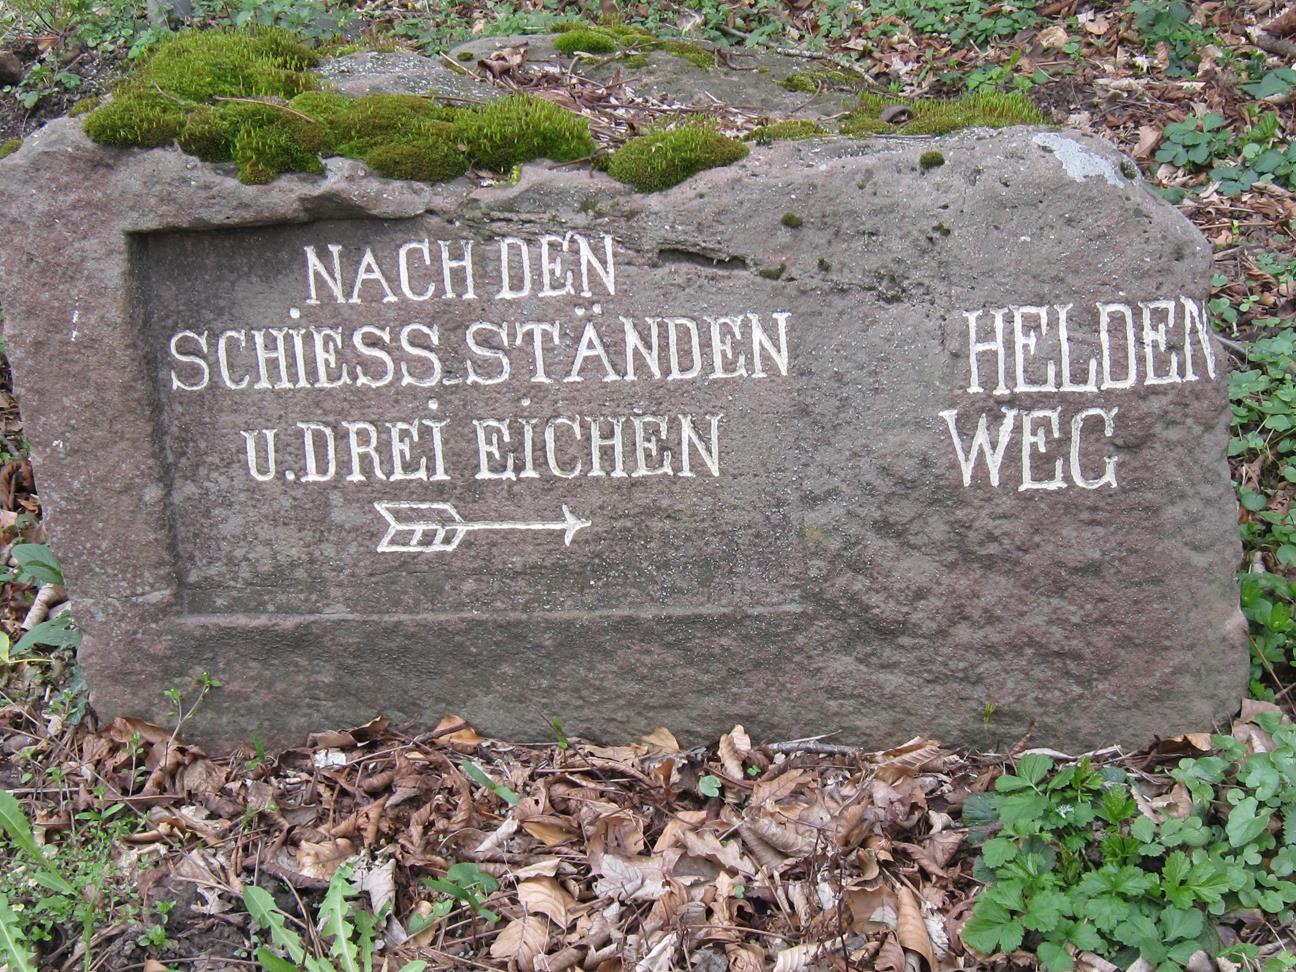 NACH DEN
SCHIESS_STÄNDEN
U. DREI EICHEN
HELDEN
WEG